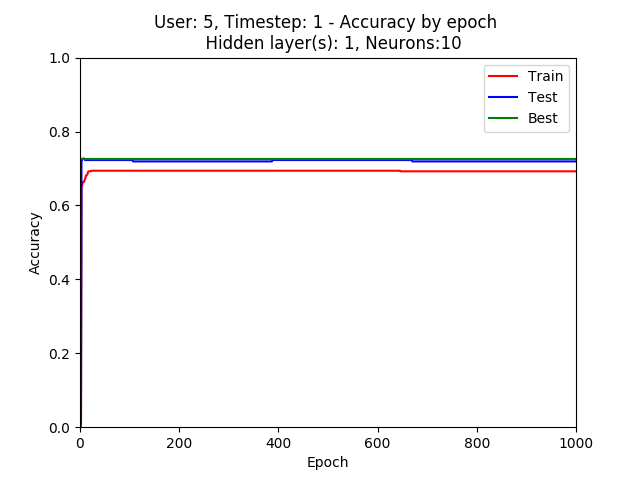 User: 5, Timestep: 1 - Accuracy by epoch
Hidden layer(s): 1, Neurons:10
Train
Test
Best
1.0
0.8
0.6
0.4
0.2
0.0
Accuracy
0 200 400 600 800 1000
Epoch